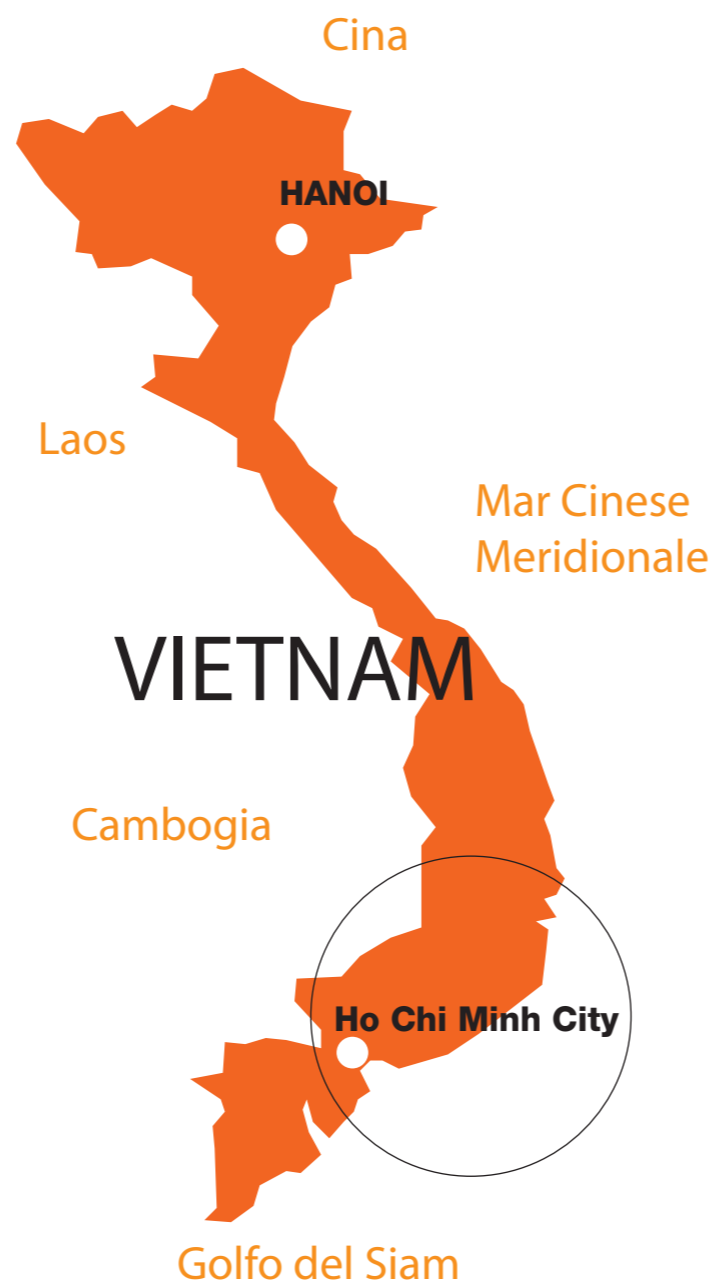 Cina
HANOI
Laos
Mar Cinese
Meridionale
VIETNAM
Cambogia
Ho Chi Minh City
Golfo del Siam